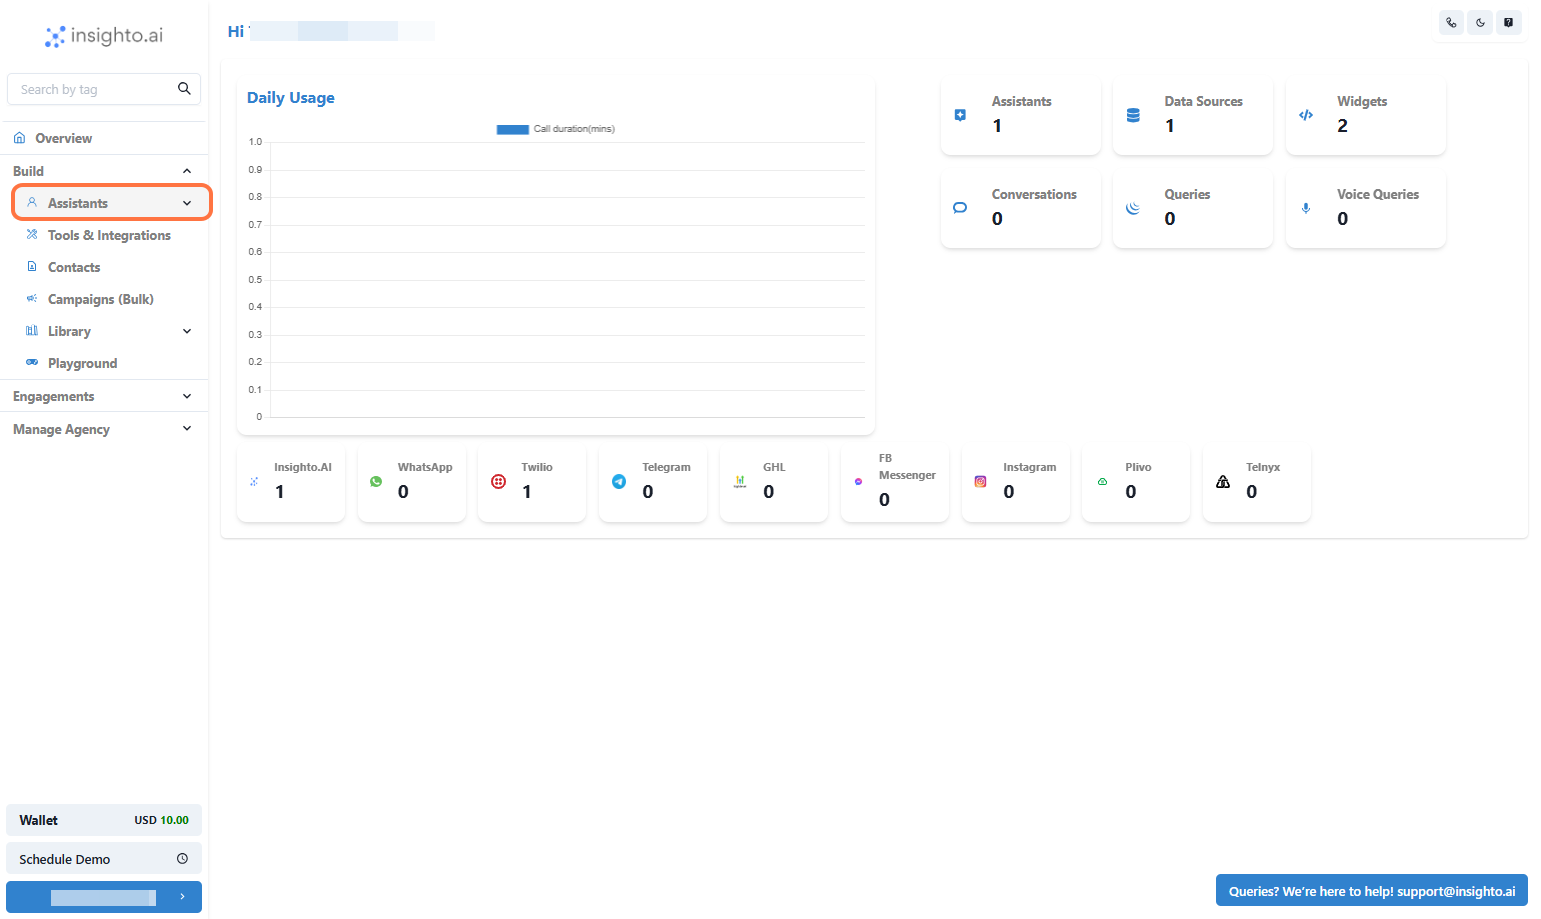 insighto.ai
Search by tag
Overview
Build
Assistants
Tools & Integrations
Contacts
Campaigns (Bulk)
Library
Playground
Engagements
Manage Agency
Wallet USD 10.00
Schedule Demo
Hi
Daily Usage
Call duration(mins)
1.0
0.9
0.8
0.7
0.6
0.5
0.4
0.3
0.2
0.1
0
Assistants
1
Data Sources
1
Widgets
2
Conversations
0
Queries
0
Voice Queries
0
Insighto.AI
1
WhatsApp
0
Twilio
1
Telegram
0
GHL
0
FB
Messenger
0
Instagram
0
Plivo
0
Telnyx
0
Queries? We're here to help! support@insighto.ai